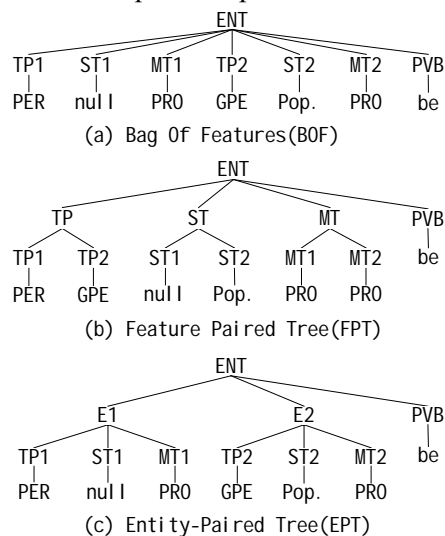 ENT
TP1 ST1 MT1 TP2 ST2 MT2 PVB
PER null PRO GPE Pop. PRO be
(a) Bag Of Features(BOF)
ENT
TP ST MT PVB
TP1 TP2 ST1 ST2 MT1 MT2 be
PER GPE null Pop. PRO PRO
(b) Feature Paired Tree(FPT)
ENT
E1 E2 PVB
TP1 ST1 MT1 TP2 ST2 MT2 be
PER null PRO GPE Pop. PRO
(c) Entity-Paired Tree(EPT)